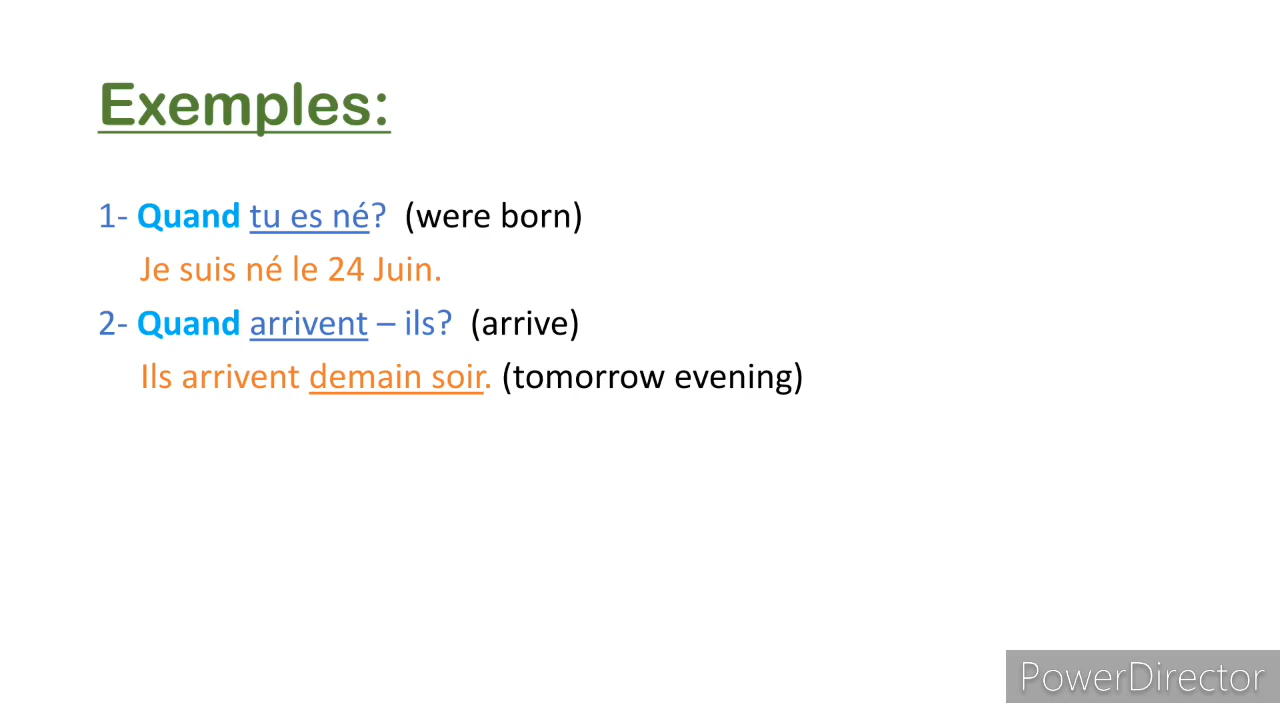 Exemples:
1- Quand tu es né? (were born)
Je suis né le 24 Juin.
2- Quand arrivent – ils? (arrive)
Ils arrivent demain soir. (tomorrow evening)
PowerDirector